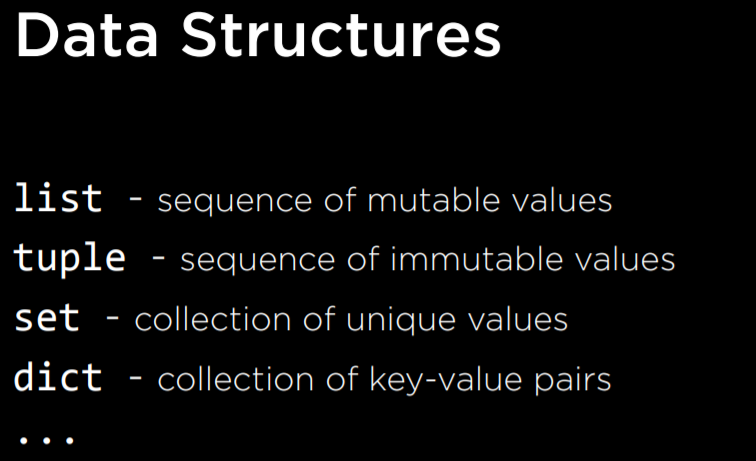 Data Structures
list - sequence of mutable values
tuple - sequence of immutable values
set - collection of unique values
dict - collection of key-value pairs
...